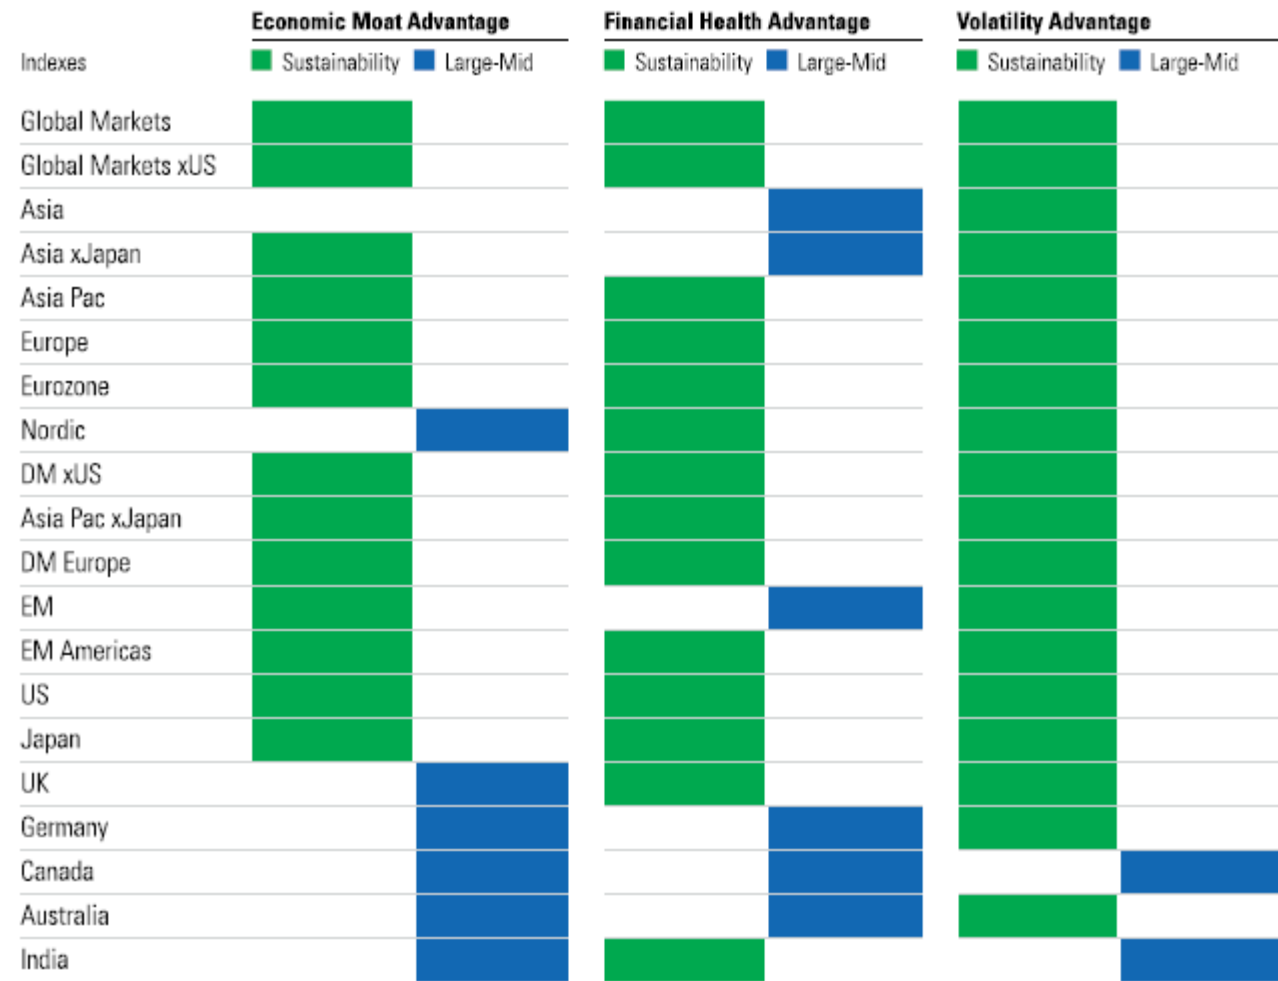 Economic Moat Advantage Financial Health Advantage Volatility Advantage
Indexes Sustainability Large-Mid Sustainability Large-Mid Sustainability Large-Mid
Global Markets
Global Markets xUS
Asia
Asia xJapan
Asia Pac
Europe
Eurozone
Nordic
DM xUS
Asia Pac xJapan
DM Europe
EM
EM Americas
US
Japan
UK
Germany
Canada
Australia
India